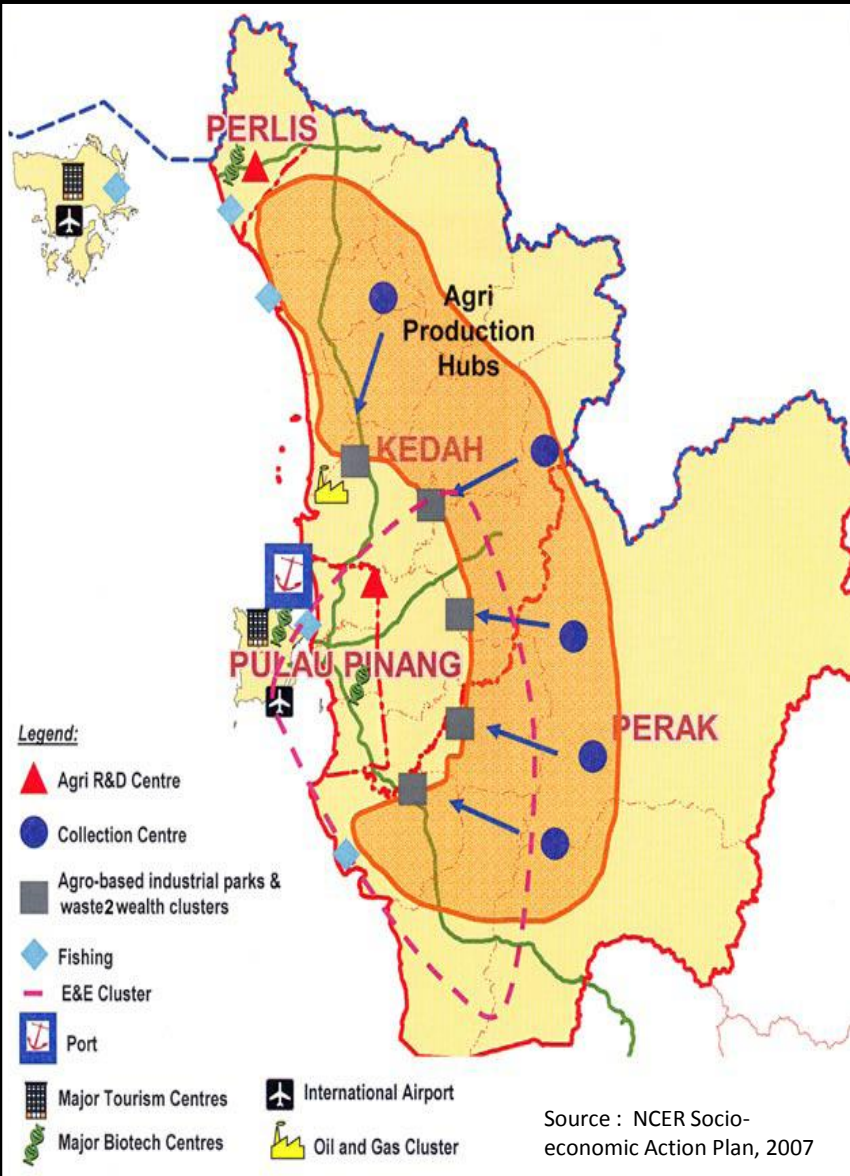 PERLIS
Agri
Production
Hubs
KEDAH
PULAU PINANG
PERAK
Legend:
Agri R&D Centre
Collection Centre
Agro-based industrial parks &
waste2wealth clusters
Fishing
E&E Cluster
Port
Major Tourism Centres
International Airport
Major Biotech Centres
Oil and Gas Cluster
Source : NCER Socio-
economic Action Plan, 2007